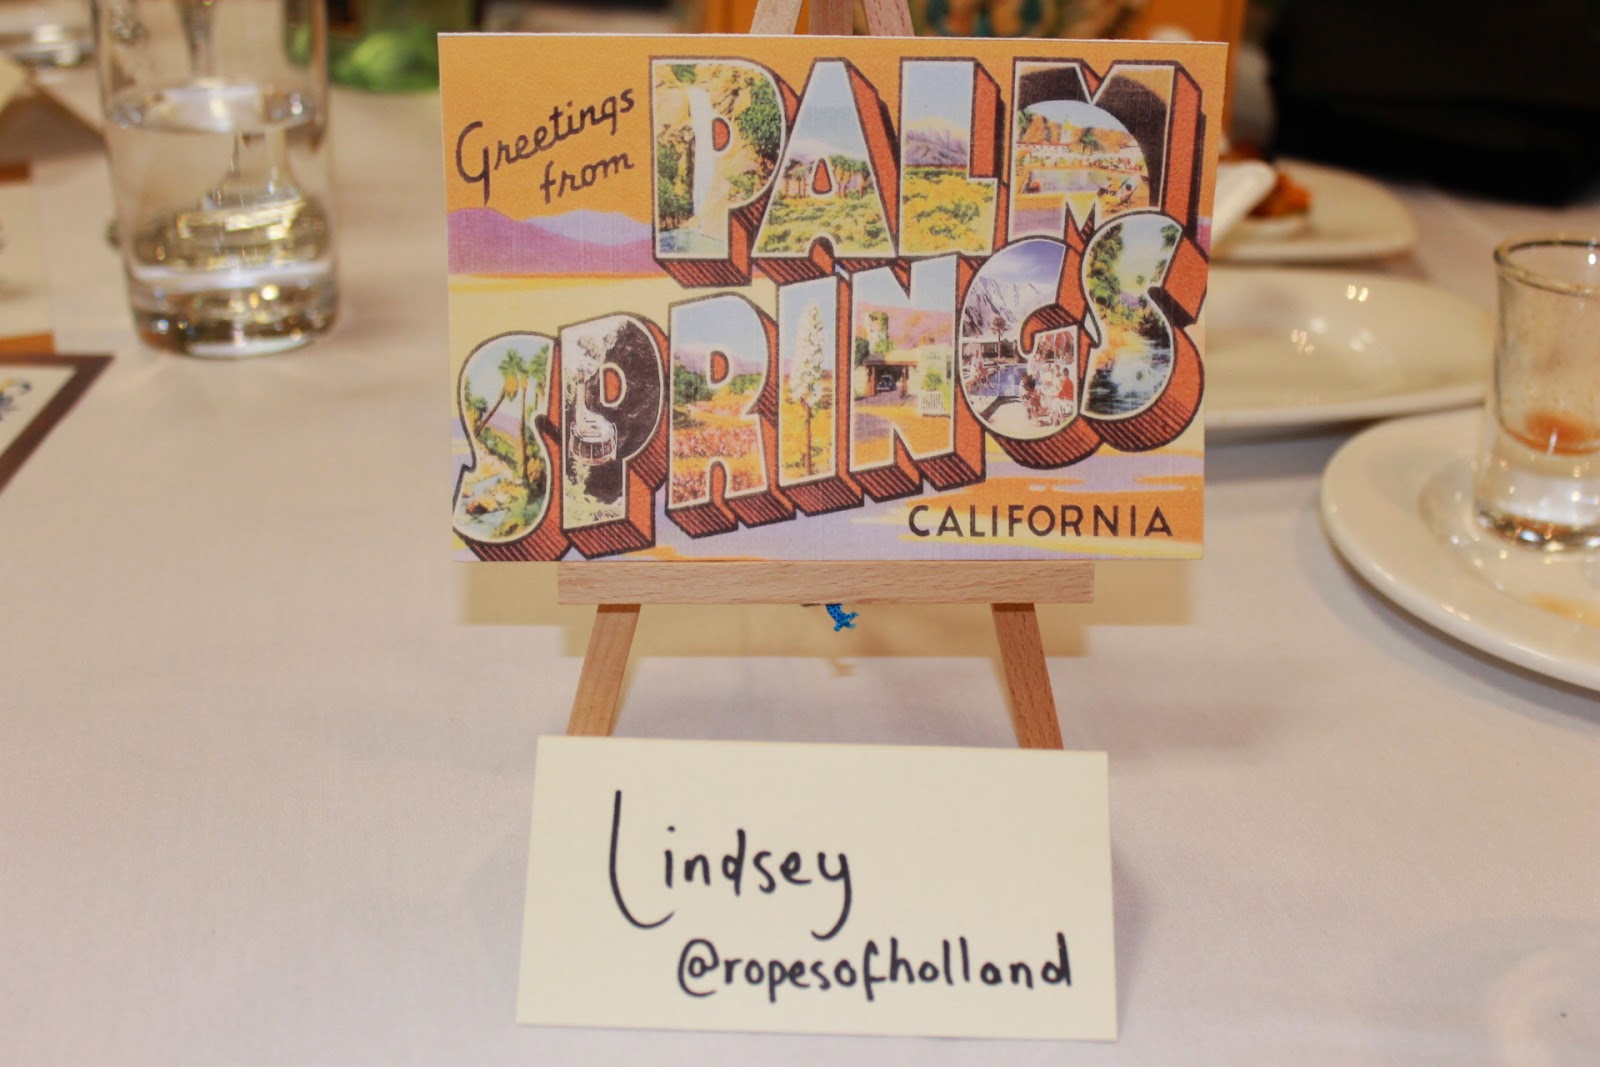 Greetings
from
PALM
SPRINGS
CALIFORNIA
Lindsey
@ropesofholland